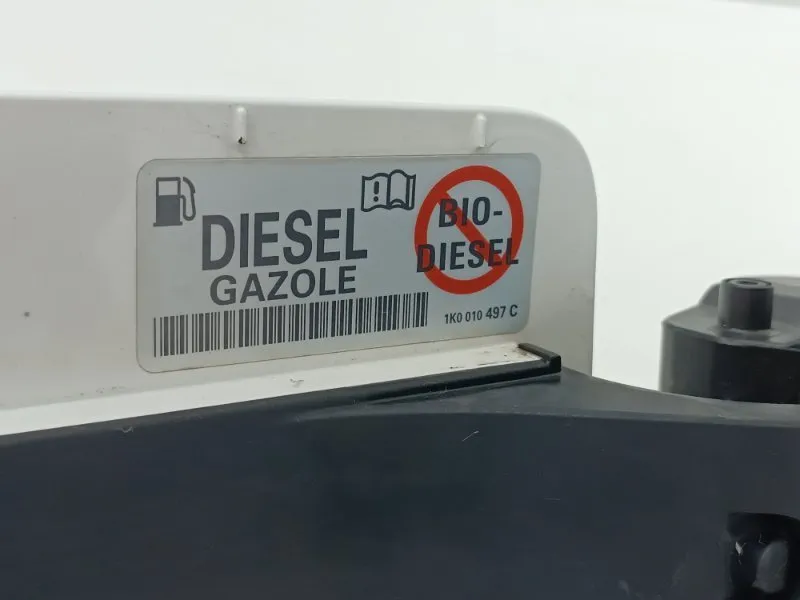 DIESEL
GAZOLE
BIO-
DIESEL
1K0 010 497 C